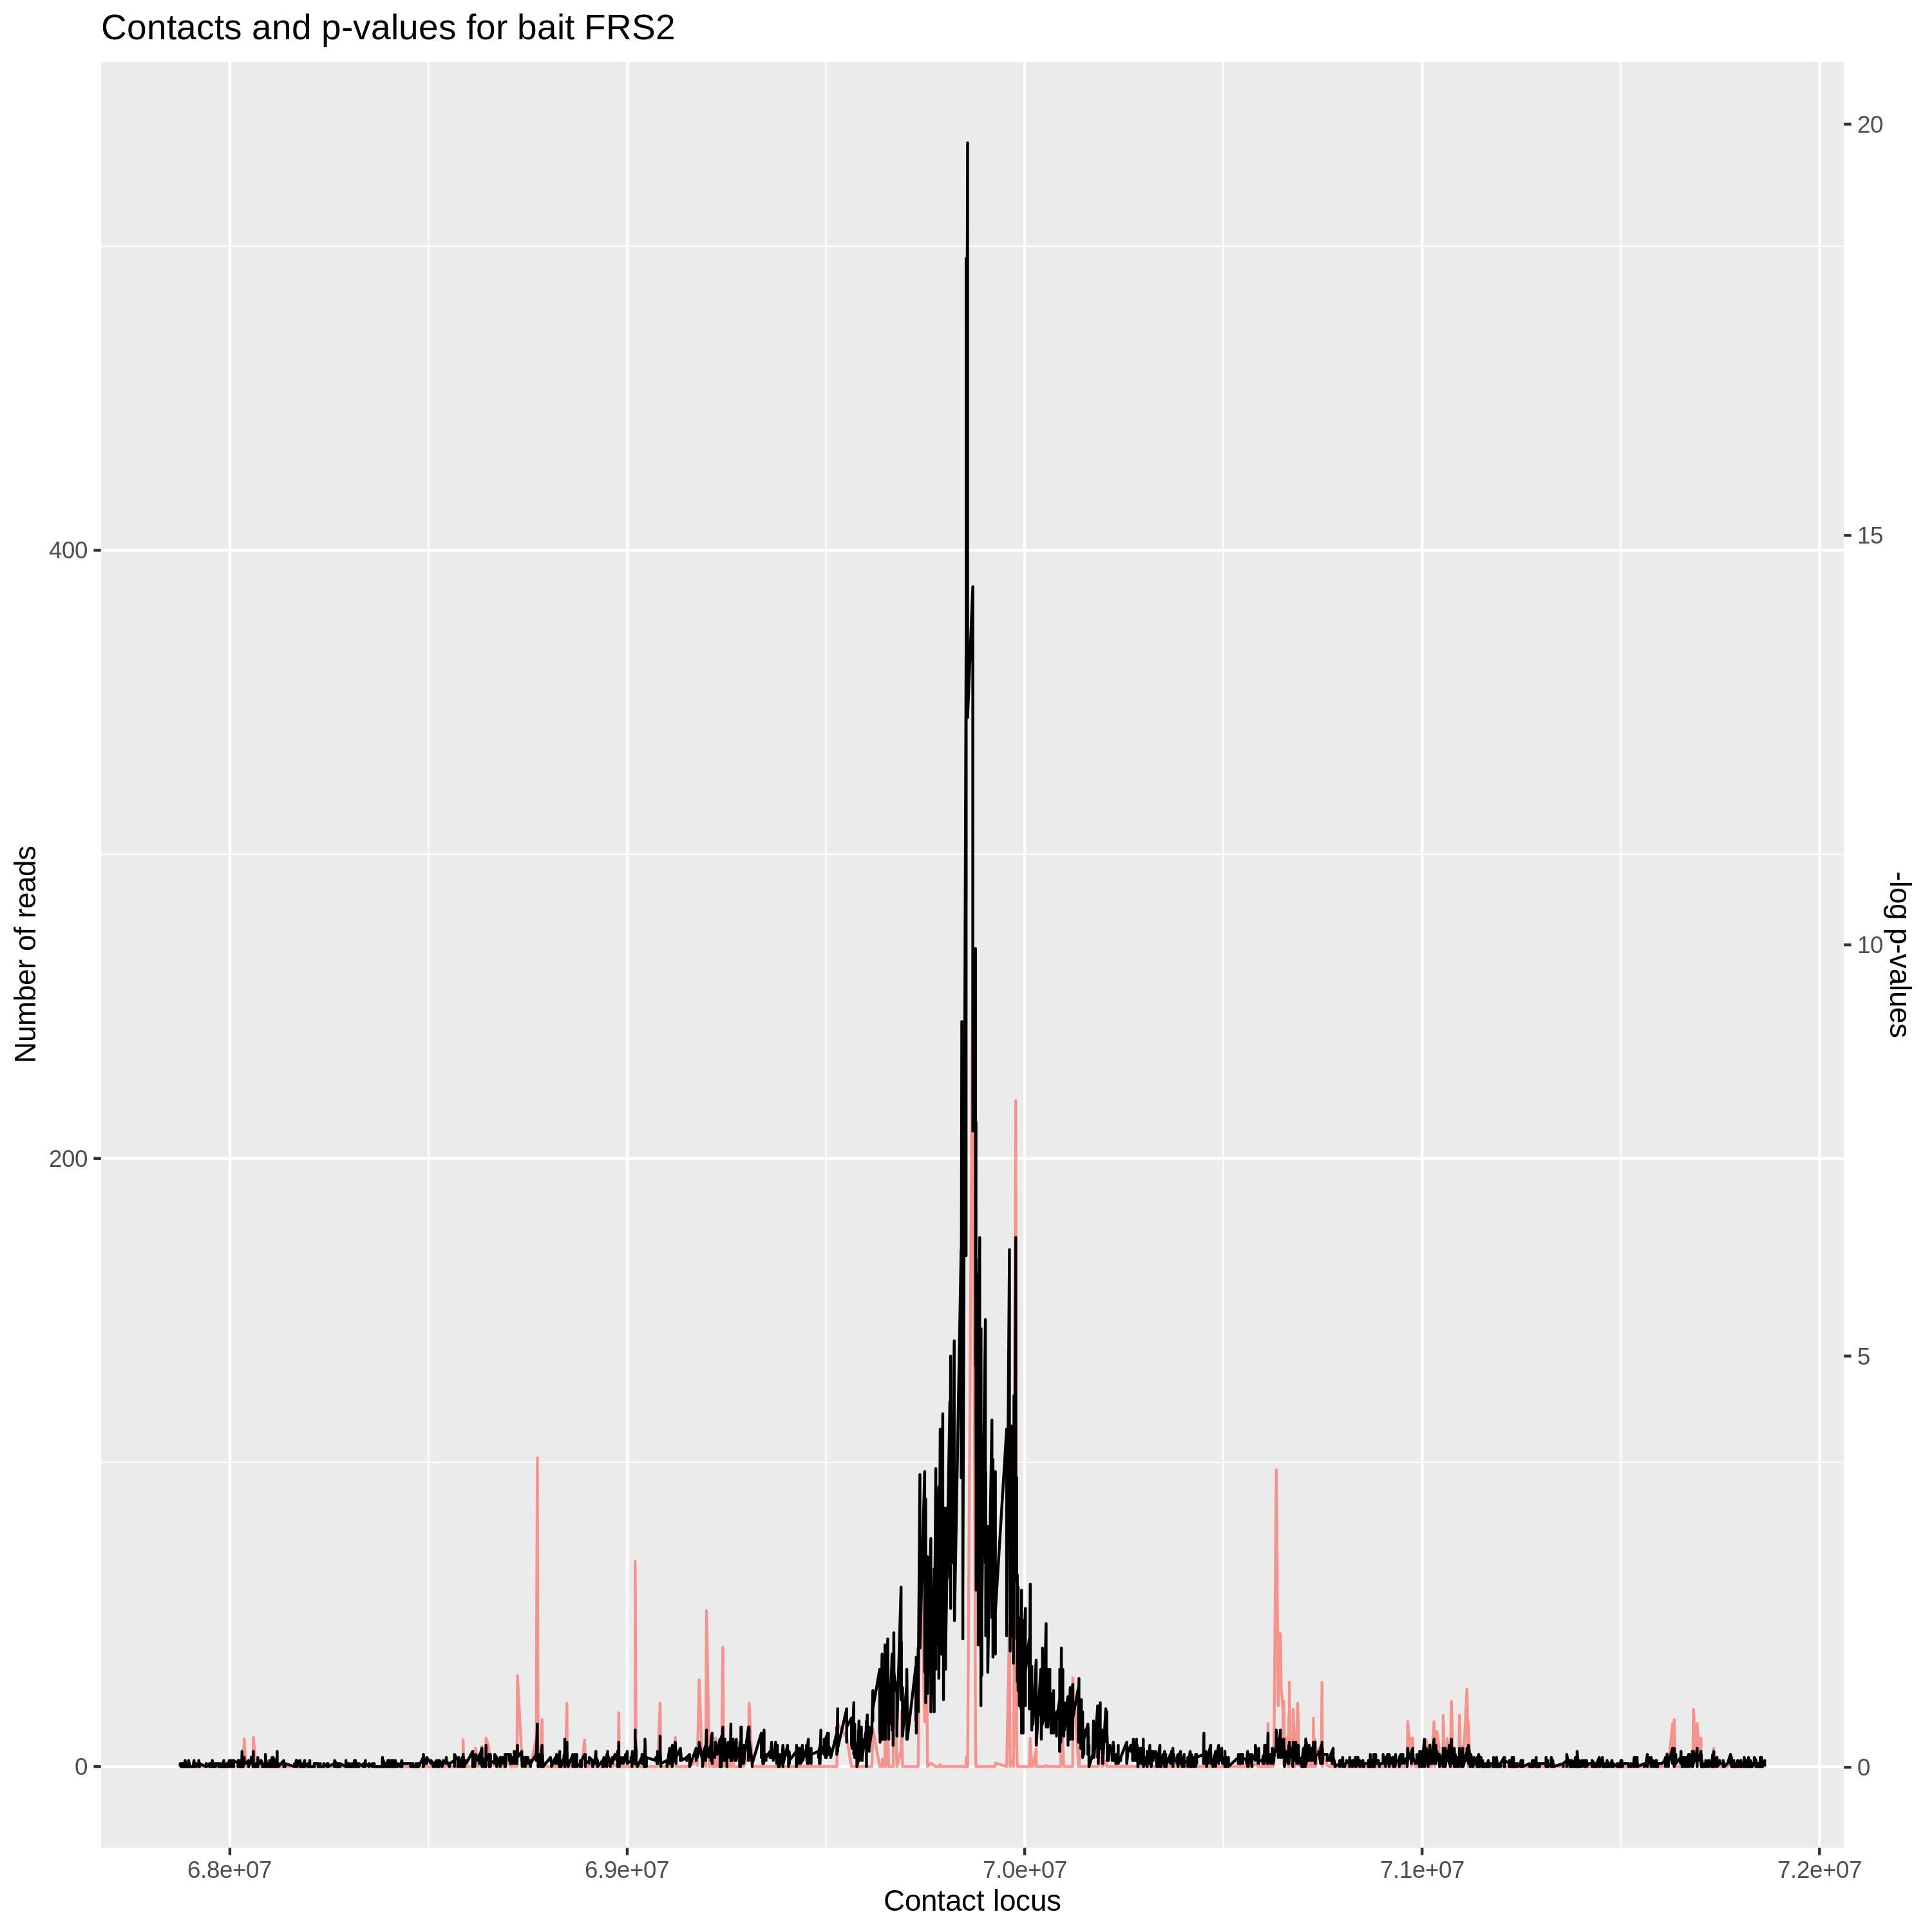 Contacts and p-values for bait FRS2
Number of reads
400
200
0
20
15
10
5
0
-log p-values
6.8e+07
6.9e+07
7.0e+07
7.1e+07
7.2e+07
Contact locus